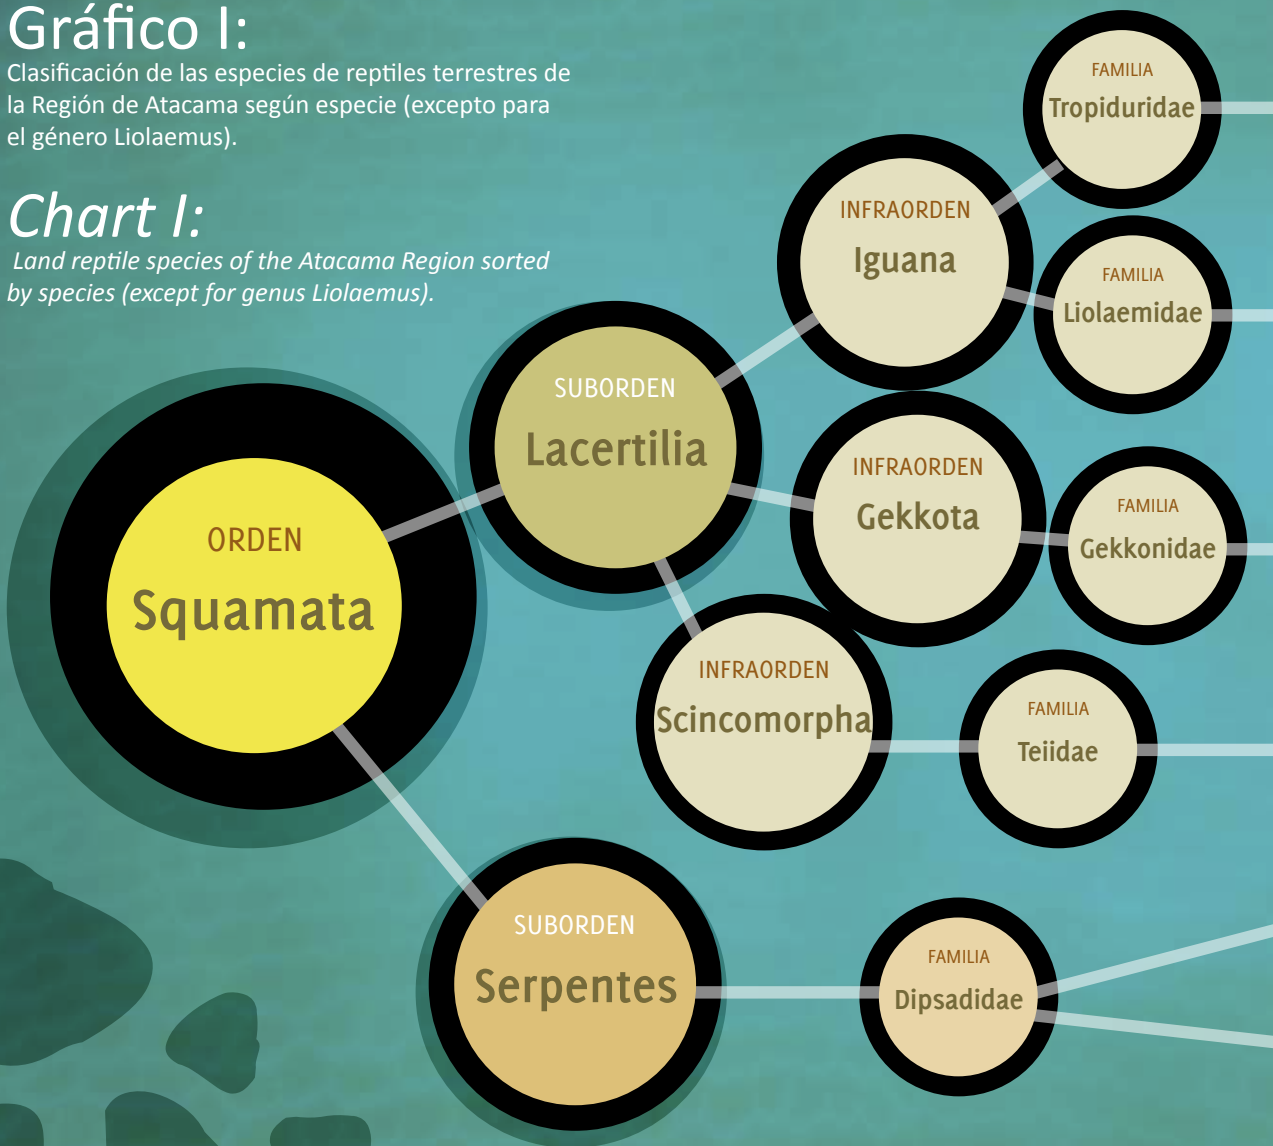 Gráfico I:
Clasificación de las especies de reptiles terrestres de
la Región de Atacama según especie (excepto para
el género Liolaemus).
Chart I:
Land reptile species of the Atacama Region sorted
by species (except for genus Liolaemus).
ORDEN
Squamata
SUBORDEN
Lacertilia
INFRAORDEN
Iguana
FAMILIA
Tropiduridae
FAMILIA
Liolaemidae
INFRAORDEN
Gekkota
FAMILIA
Gekkonidae
INFRAORDEN
Scincomorpha
FAMILIA
Teiidae
SUBORDEN
Serpentes
FAMILIA
Dipsadidae